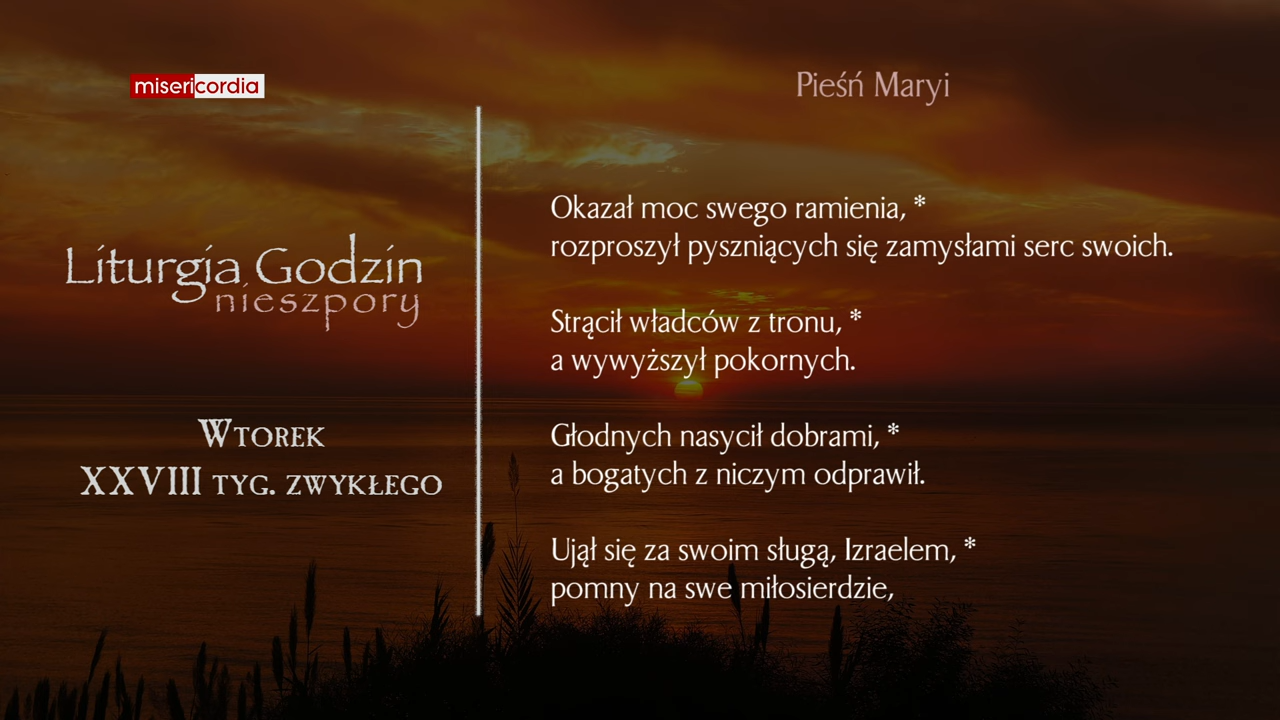 misericordia
Liturgia Godzin
nieszpory
Wtorek
XXVIII tyg. zwykłego
Pieśń Maryi
Okazał moc swego ramienia, *
rozproszył pyszniących się zamysłami serc swoich.
Strącił władców z tronu, *
a wywyższył pokornych.
Głodnych nasycił dobrami, *
a bogatych z niczym odprawił.
Ujął się za swoim sługą, Izraelem, *
pomny na swe miłosierdzie,